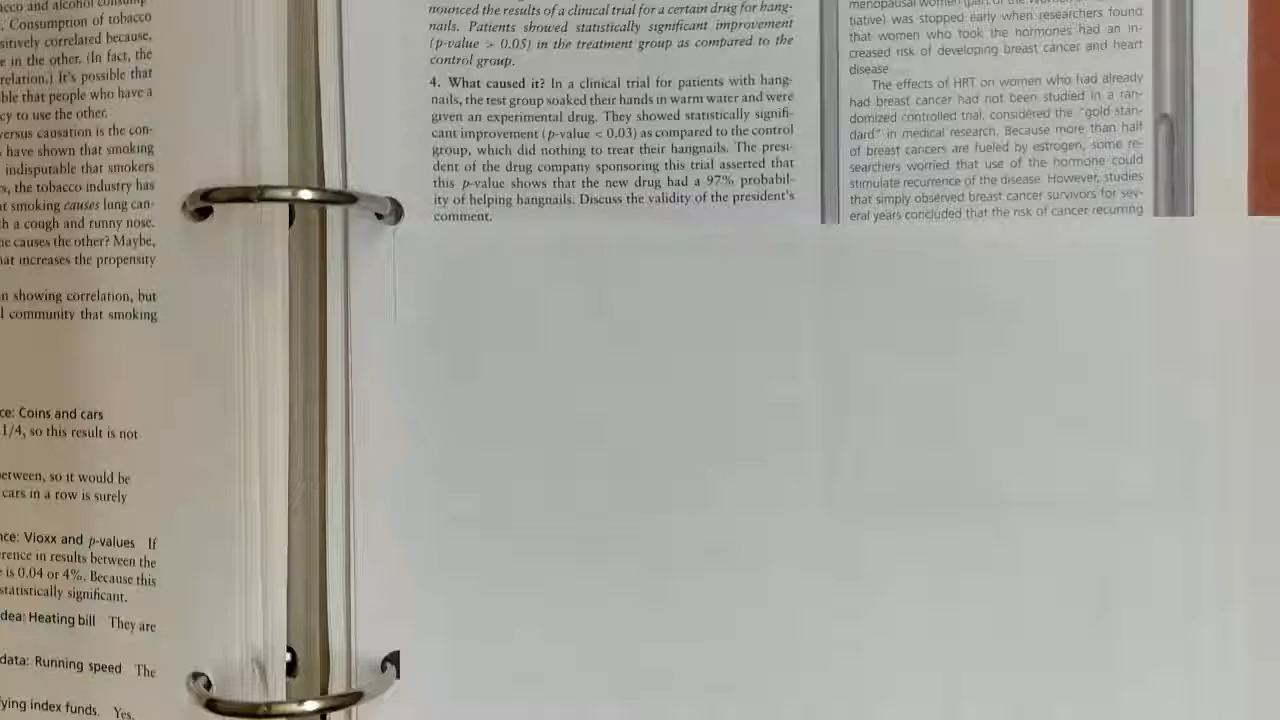 acco and alcohol consump
. Consumption of tobacco
sitively correlated because,
e in the other. (In fact, the
relation.) It's possible that
ble that people who have a
cy to use the other.
versus causation is the con-
have shown that smoking
indisputable that smokers
s, the tobacco industry has
at smoking causes lung can-
h a cough and runny nose.
ne causes the other? Maybe,
hat increases the propensity
n showing correlation, but
l community that smoking
ce: Coins and cars
1/4, so this result is not
etween, so it would be
cars in a row is surely
nce: Vioxx and p-values If
erence in results between the
e is 0.04 or 4%. Because this
statistically significant.
dea: Heating bill They are
data: Running speed The
fying index funds. Yes.
nounced the results of a clinical trial for a certain drug for hang-
nails. Patients showed statistically significant improvement
(p-value > 0.05) in the treatment group as compared to the
control group.
4. What caused it? In a clinical trial for patients with hang-
nails, the test group soaked their hands in warm water and were
given an experimental drug. They showed statistically signifi-
cant improvement (p-value < 0.03) as compared to the control
group, which did nothing to treat their hangnails. The presi-
dent of the drug company sponsoring this trial asserted that
this p-value shows that the new drug had a 97% probabil-
ity of helping hangnails. Discuss the validity of the president's
comment.
menopausal women (part of the Women
tiative) was stopped early when researchers found
that women who took the hormones had an in-
creased risk of developing breast cancer and heart
disease
The effects of HRT on women who had already
had breast cancer had not been studied in a ran-
domized controlled trial, considered the "gold stan-
dard" in medical research. Because more than half
of breast cancers are fueled by estrogen, some re-
searchers worried that use of the hormone could
stimulate recurrence of the disease. However, studies
that simply observed breast cancer survivors for sev-
eral years concluded that the risk of cancer recurring